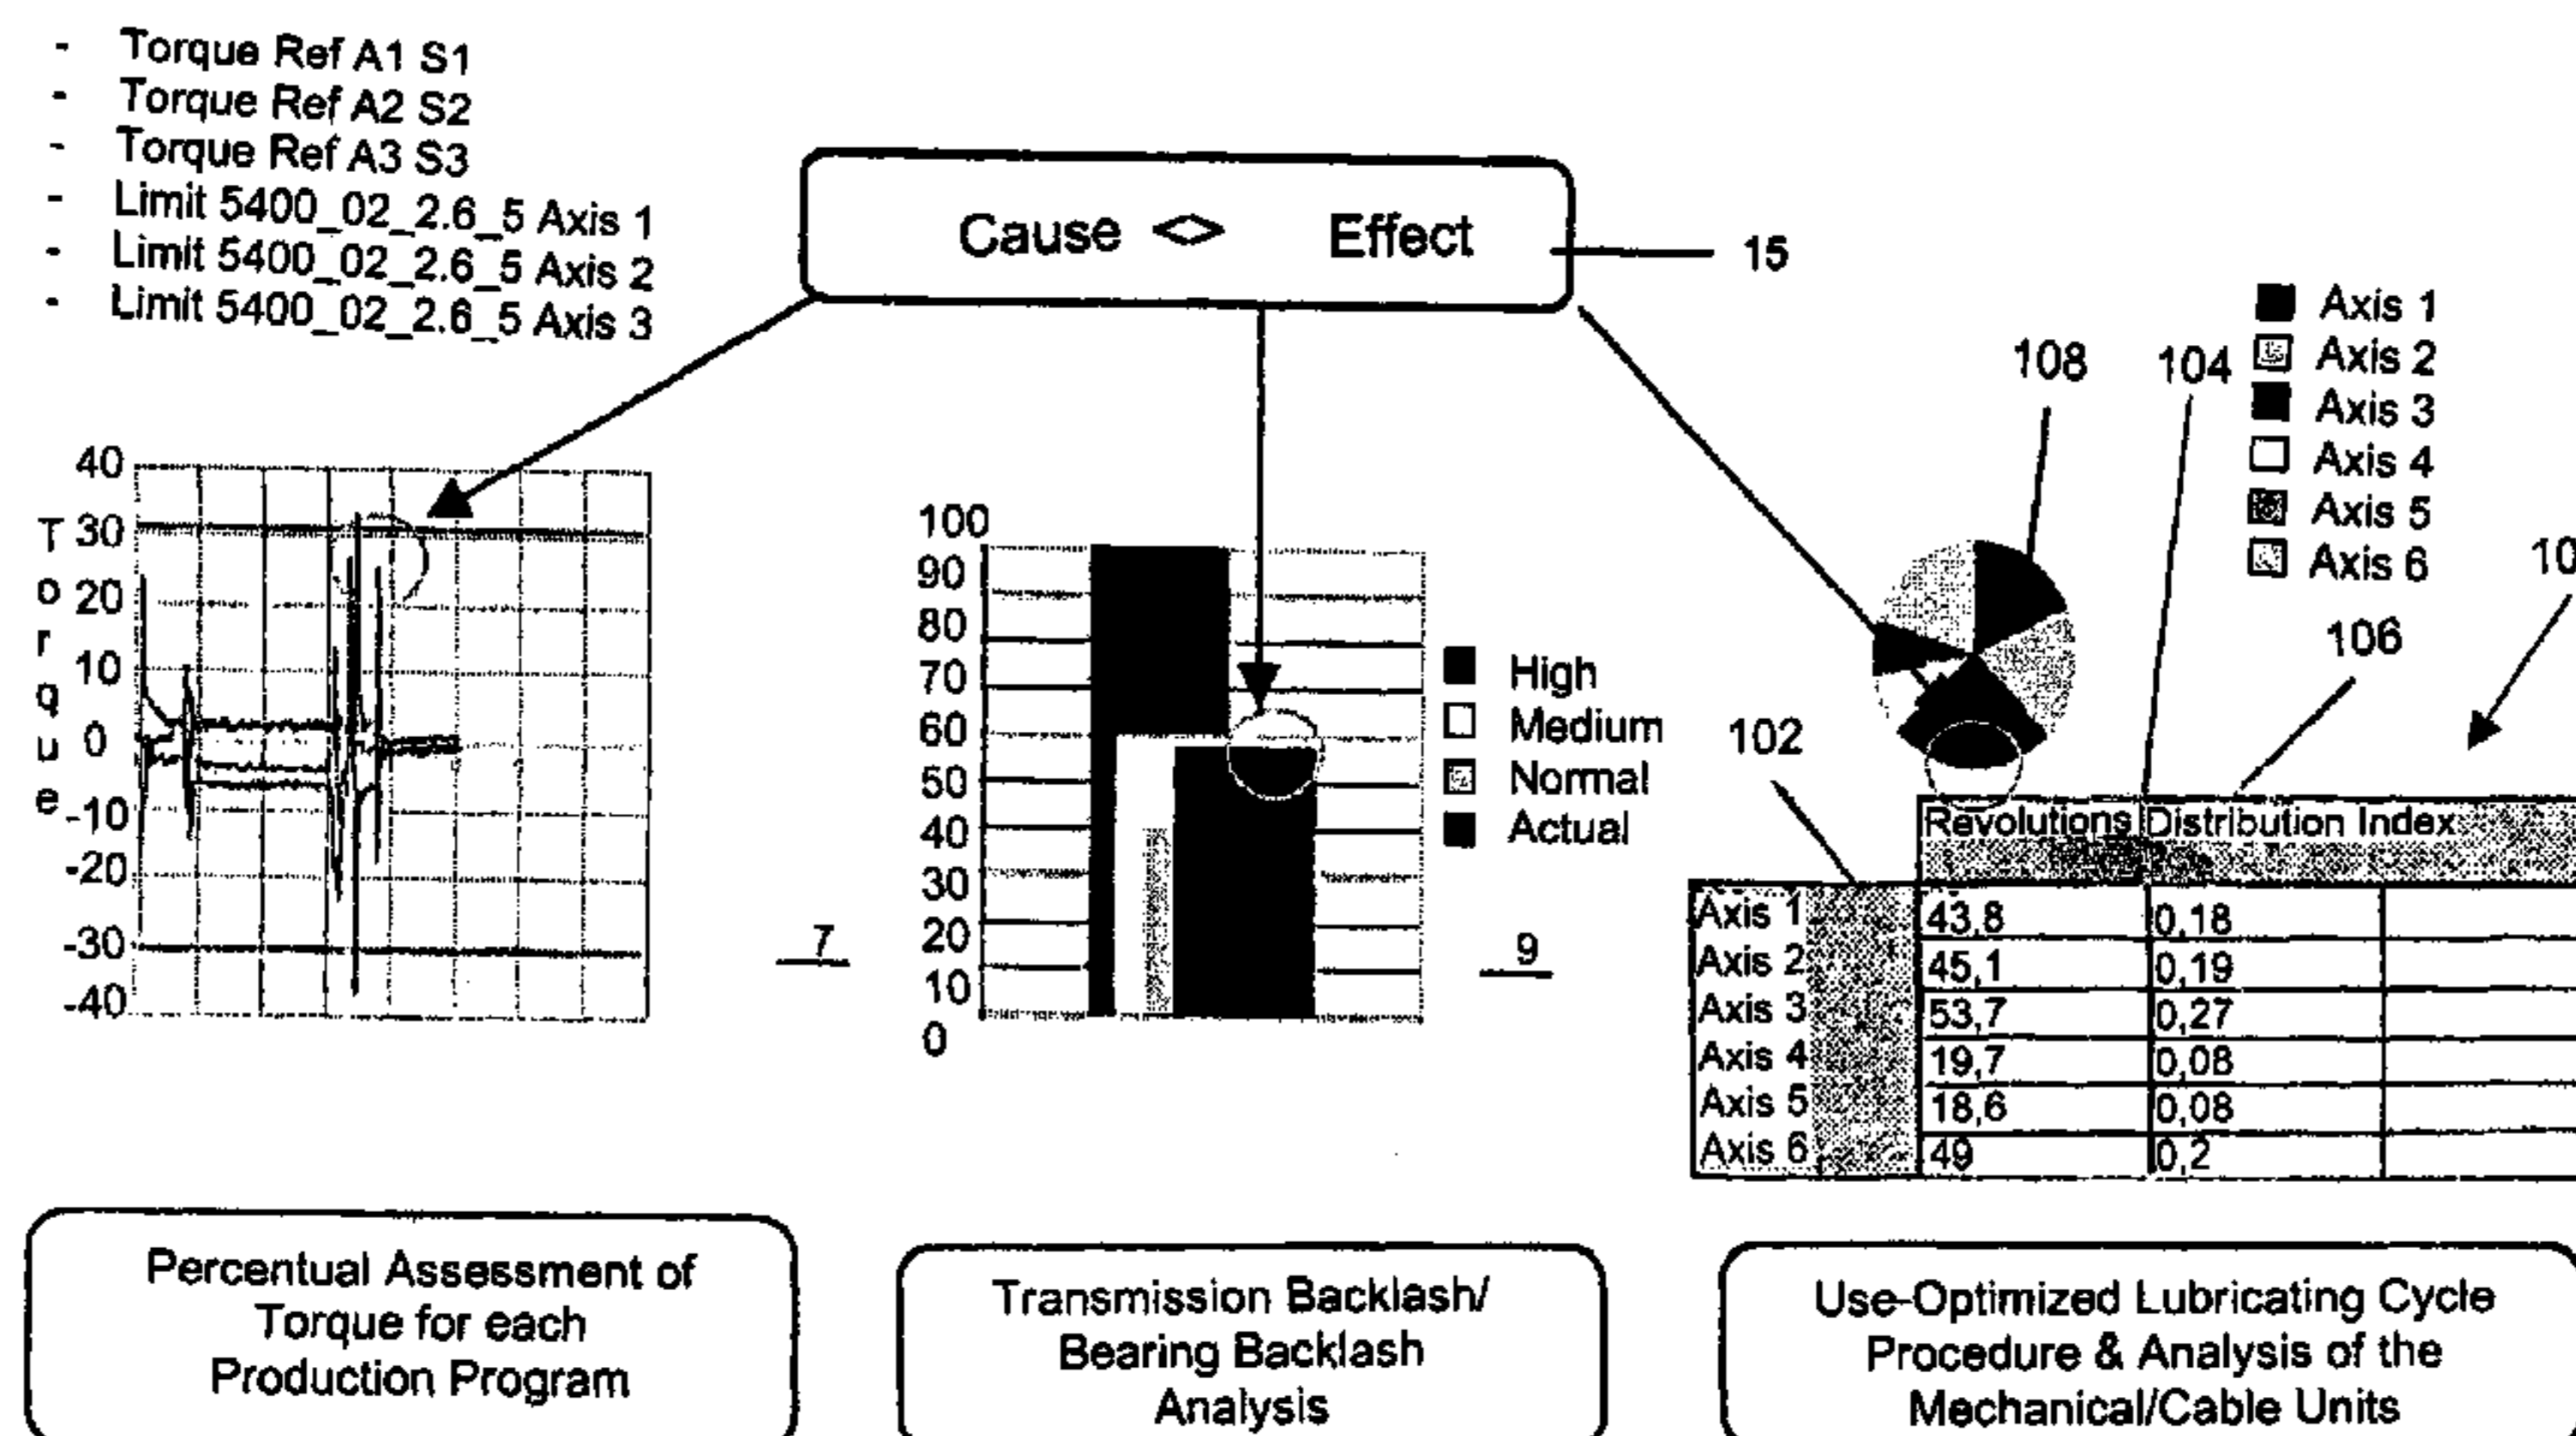 - Torque Ref A1 S1
- Torque Ref A2 S2
- Torque Ref A3 S3
- Limit 5400_02_2.6_5 Axis 1
- Limit 5400_02_2.6_5 Axis 2
- Limit 5400_02_2.6_5 Axis 3
Cause <> Effect
15
Torque
40
30
20
10
0
-10
-20
-30
-40
7
100
90
80
70
60
50
40
30
20
10
0
High
Medium
Normal
Actual
9
108
104
Axis 1
Axis 2
Axis 3
Axis 4
Axis 5
Axis 6
106
102
Revolutions Distribution Index
Axis 1 43,8 0,18
Axis 2 45,1 0,19
Axis 3 53,7 0,27
Axis 4 19,7 0,08
Axis 5 18,6 0,08
Axis 6 49 0,2
Percentual Assessment of
Torque for each
Production Program
Transmission Backlash/
Bearing Backlash
Analysis
Use-Optimized Lubricating Cycle
Procedure & Analysis of the
Mechanical/Cable Units